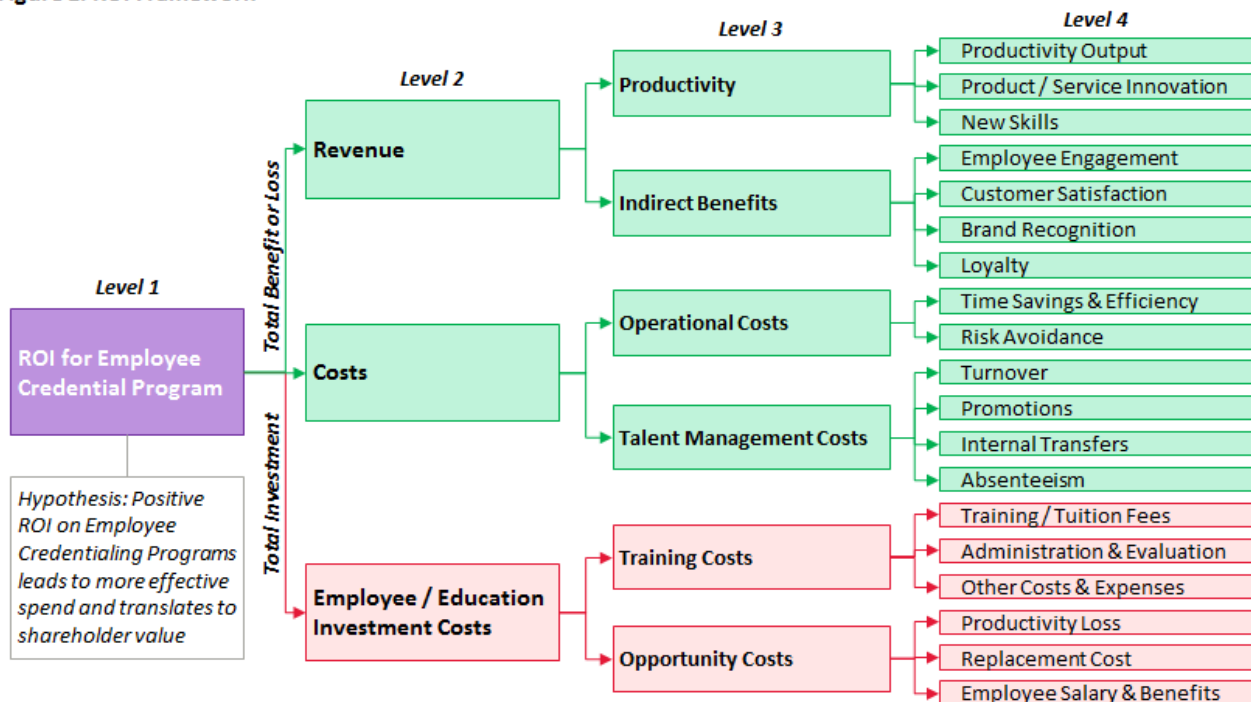 Level 1
Level 2
Level 3
Level 4
ROI for Employee
Credential Program
Hypothesis: Positive
ROI on Employee
Credentialing Programs
leads to more effective
spend and translates to
shareholder value
Total Benefit or Loss
Total Investment
Revenue
Costs
Employee / Education
Investment Costs
Productivity
Indirect Benefits
Operational Costs
Talent Management Costs
Training Costs
Opportunity Costs
Productivity Output
Product / Service Innovation
New Skills
Employee Engagement
Customer Satisfaction
Brand Recognition
Loyalty
Time Savings & Efficiency
Risk Avoidance
Turnover
Promotions
Internal Transfers
Absenteeism
Training / Tuition Fees
Administration & Evaluation
Other Costs & Expenses
Productivity Loss
Replacement Cost
Employee Salary & Benefits